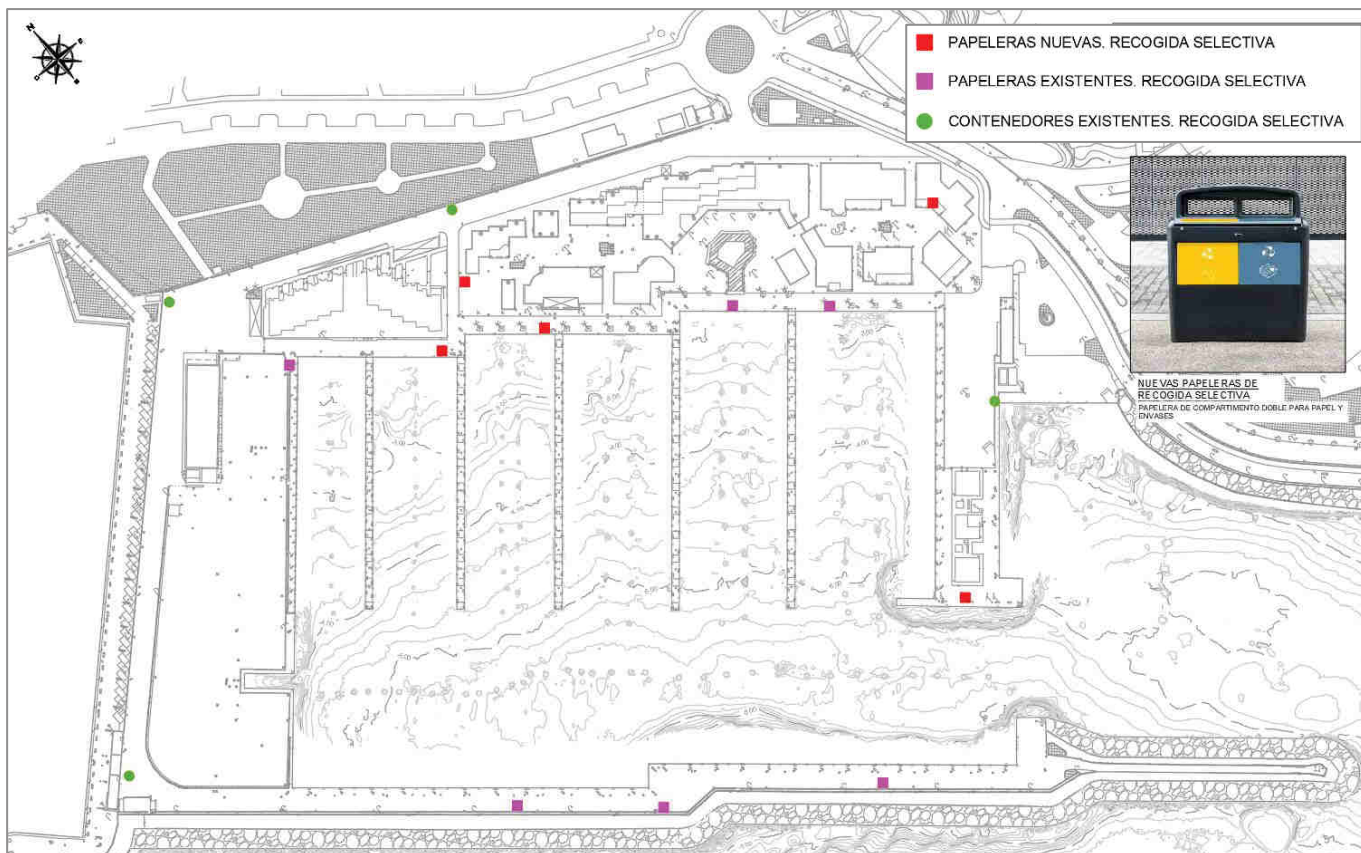 PAPELERAS NUEVAS. RECOGIDA SELECTIVA
PAPELERAS EXISTENTES. RECOGIDA SELECTIVA
CONTENEDORES EXISTENTES. RECOGIDA SELECTIVA
NUEVAS PAPELERAS DE
RECOGIDA SELECTIVA
PAPELERA DE COMPARTIMENTO DOBLE PARA PAPEL Y
ENVASES